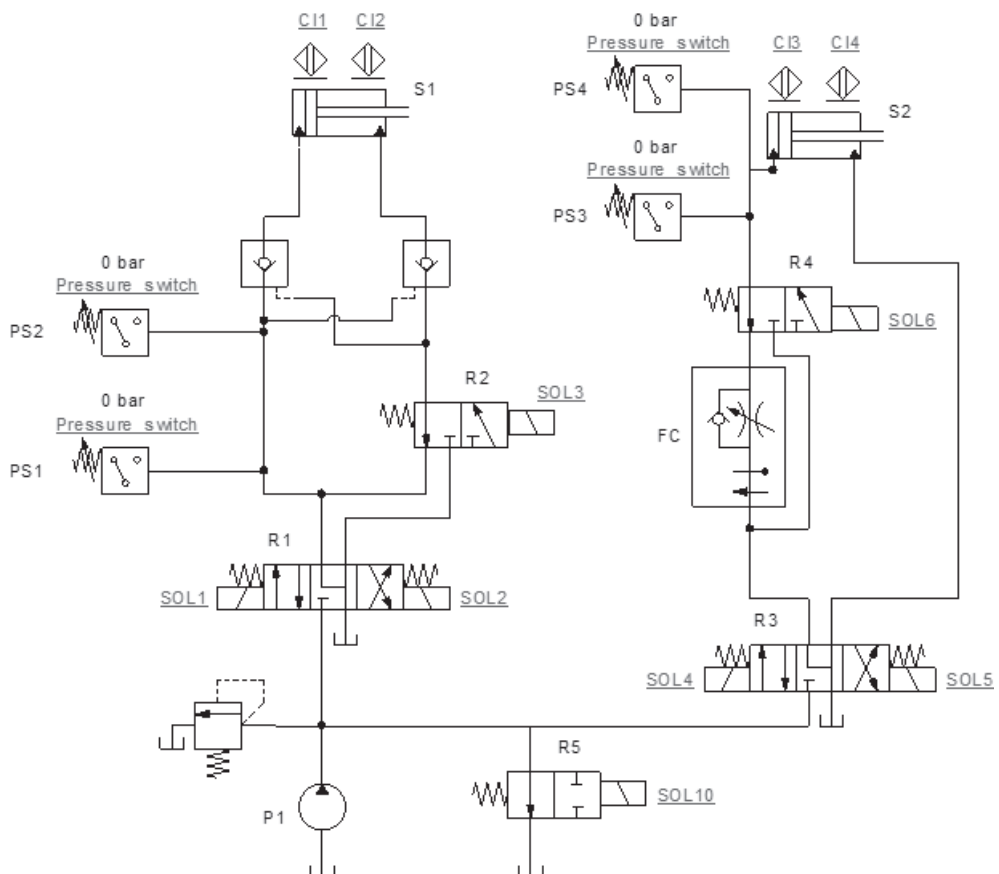 CI1 CI2
S1
0 bar
Pressure switch
PS4
CI3 CI4
S2
0 bar
Pressure switch
PS3
0 bar
Pressure switch
PS2
R4
SOL6
0 bar
Pressure switch
PS1
R2
SOL3
FC
R1
SOL1 SOL2
R3
SOL4 SOL5
R5
SOL10
P1